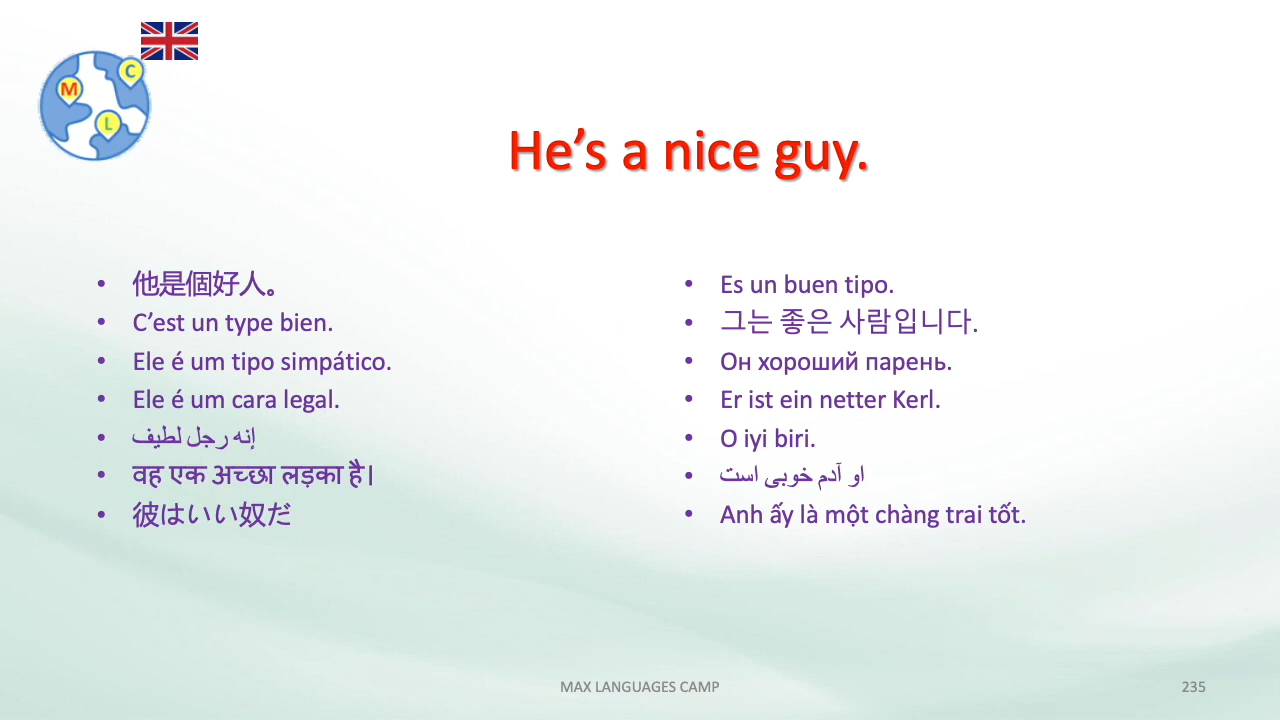 C
M
L
He’s a nice guy.
他是個好人。
C’est un type bien.
Ele é um tipo simpático.
Ele é um cara legal.
إنه رجل لطيف
वह एक अच्छा लड़का है।
彼はいい奴だ
Es un buen tipo.
그는 좋은 사람입니다.
Он хороший парень.
Er ist ein netter Kerl.
O iyi biri.
او آدم خوبی است
Anh ấy là một chàng trai tốt.
MAX LANGUAGES CAMP
235